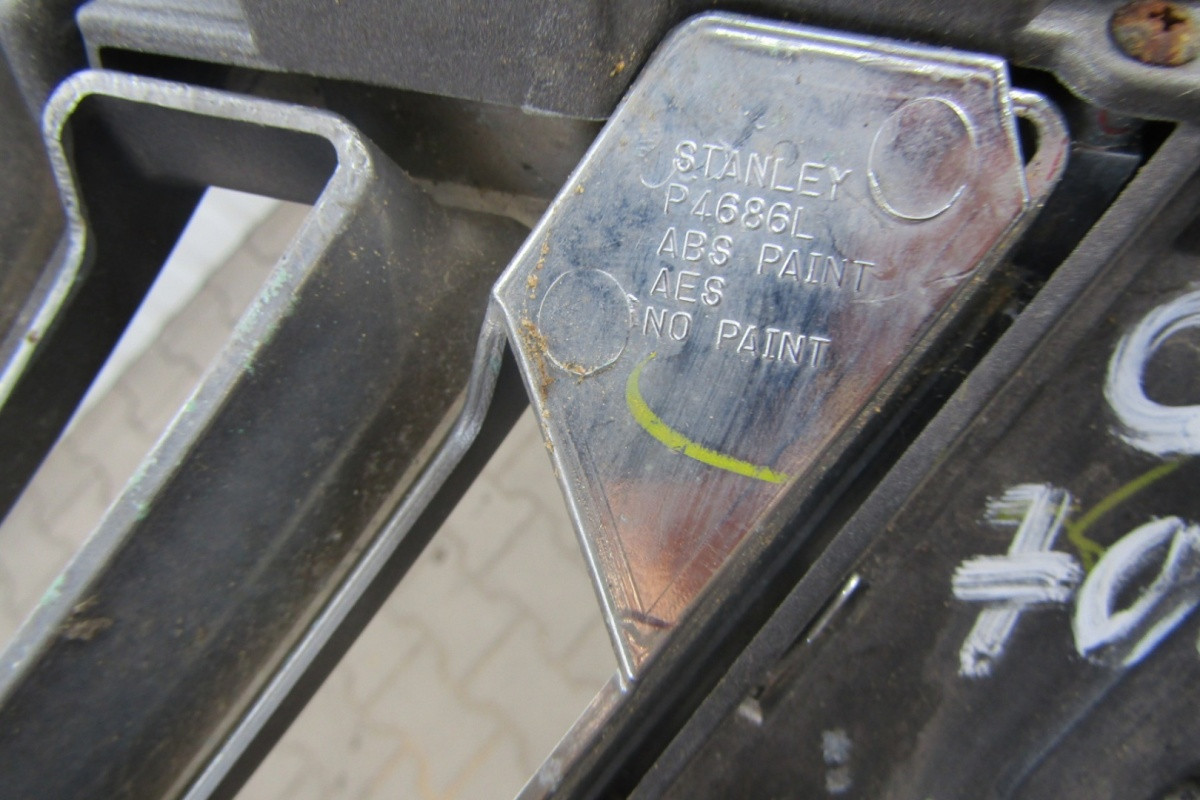 STANLEY
P4686L
ABS PAINT
AES
NO PAINT